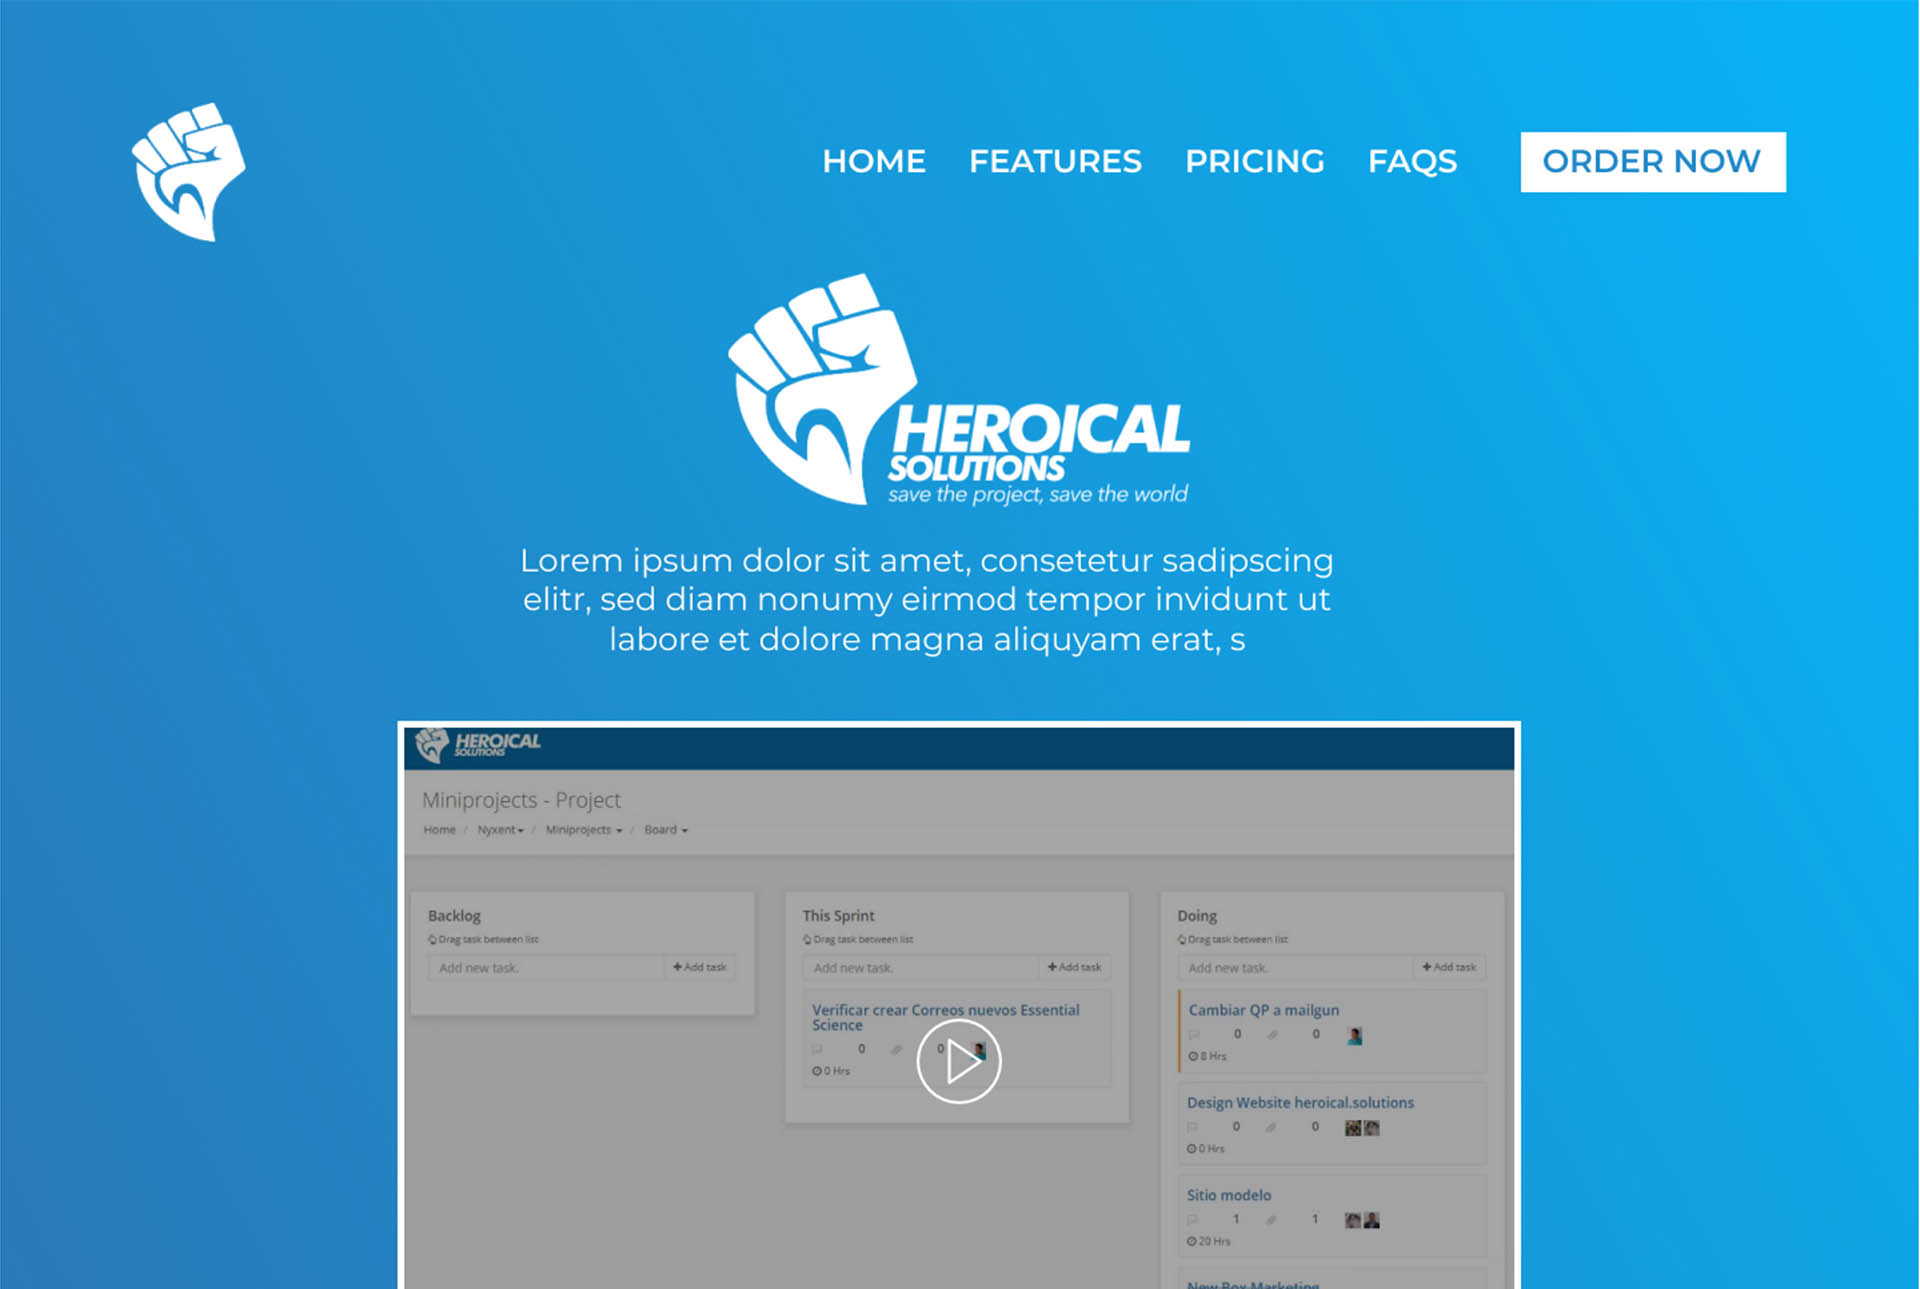 HOME FEATURES PRICING FAQS ORDER NOW
HEROICAL
SOLUTIONS
save the project, save the world
Lorem ipsum dolor sit amet, consetetur sadipscing
elitr, sed diam nonumy eirmod tempor invidunt ut
labore et dolore magna aliquyam erat, s
HEROICAL
SOLUTIONS
Miniprojects - Project
Home / Nyxent / Miniprojects / Board
Backlog
Drag task between list
Add new task. +Add task
This Sprint
Drag task between list
Add new task. +Add task
Verificar crear Correos nuevos Essential
Science
0 0
0 Hrs
Doing
Drag task between list
Add new task. +Add task
Cambiar QP a mailgun
0 0
8 Hrs
Design Website heroical.solutions
0 0
0 Hrs
Sitio modelo
1 1
20 Hrs
New Box Marketing